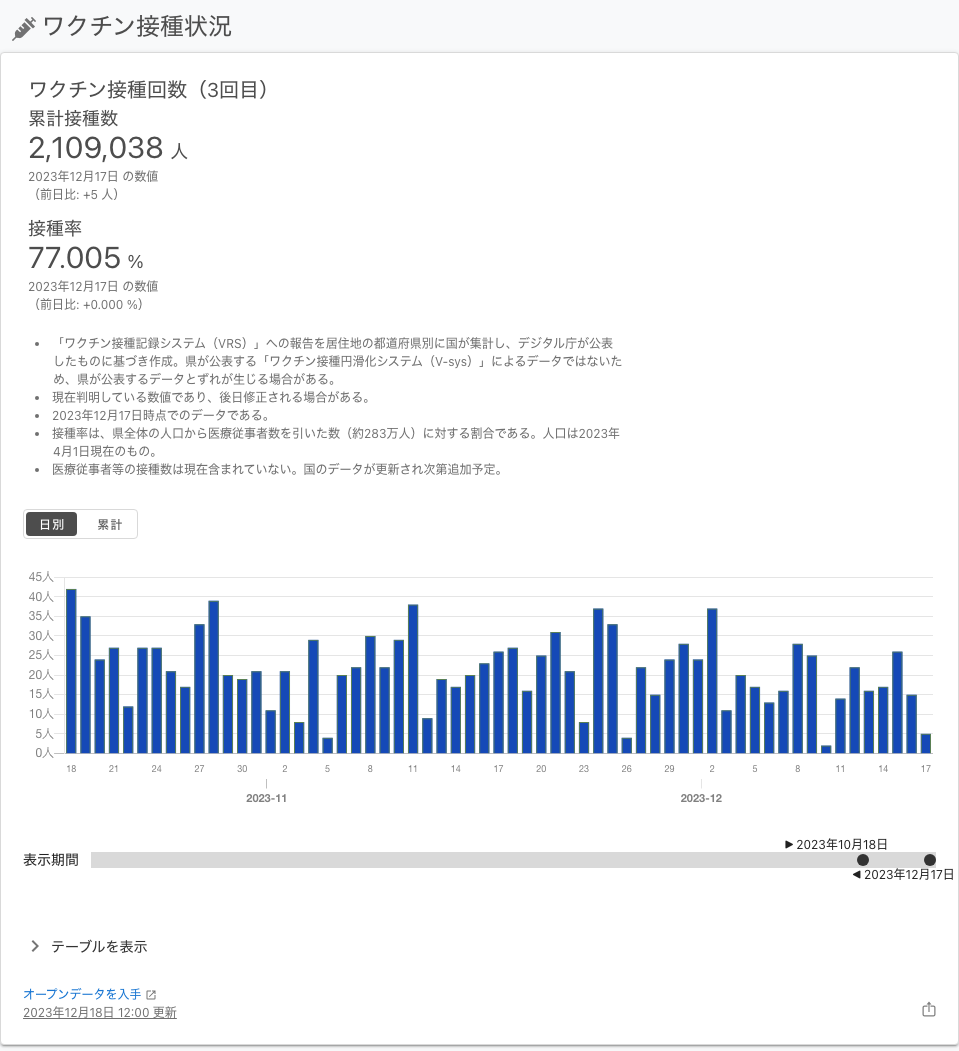 ワクチン接種状況
ワクチン接種回数（3回目）
累計接種数
2,109,038 人
2023年12月17日 の数値
（前日比: +5 人）
接種率
77.005 %
2023年12月17日 の数値
（前日比: +0.000 %）
• 「ワクチン接種記録システム（VRS）」への報告を居住地の都道府県別に国が集計し、デジタル庁が公表
したものに基づき作成。県が公表する「ワクチン接種円滑化システム（V-sys）」によるデータではないた
め、県が公表するデータとずれが生じる場合がある。
• 現在判明している数値であり、後日修正される場合がある。
• 2023年12月17日時点でのデータである。
• 接種率は、県全体の人口から医療従事者数を引いた数（約283万人）に対する割合である。人口は2023年
4月1日現在のもの。
• 医療従事者等の接種数は現在含まれていない。国のデータが更新され次第追加予定。
日別 累計
45人
40人
35人
30人
25人
20人
15人
10人
5人
0人
18 21 24 27 30 2 5 8 11 14 17 20 23 26 29 2 5 8 11 14 17
2023-11 2023-12
▶ 2023年10月18日
表示期間
◀ 2023年12月17日
テーブルを表示
オープンデータを入手
2023年12月18日 12:00 更新